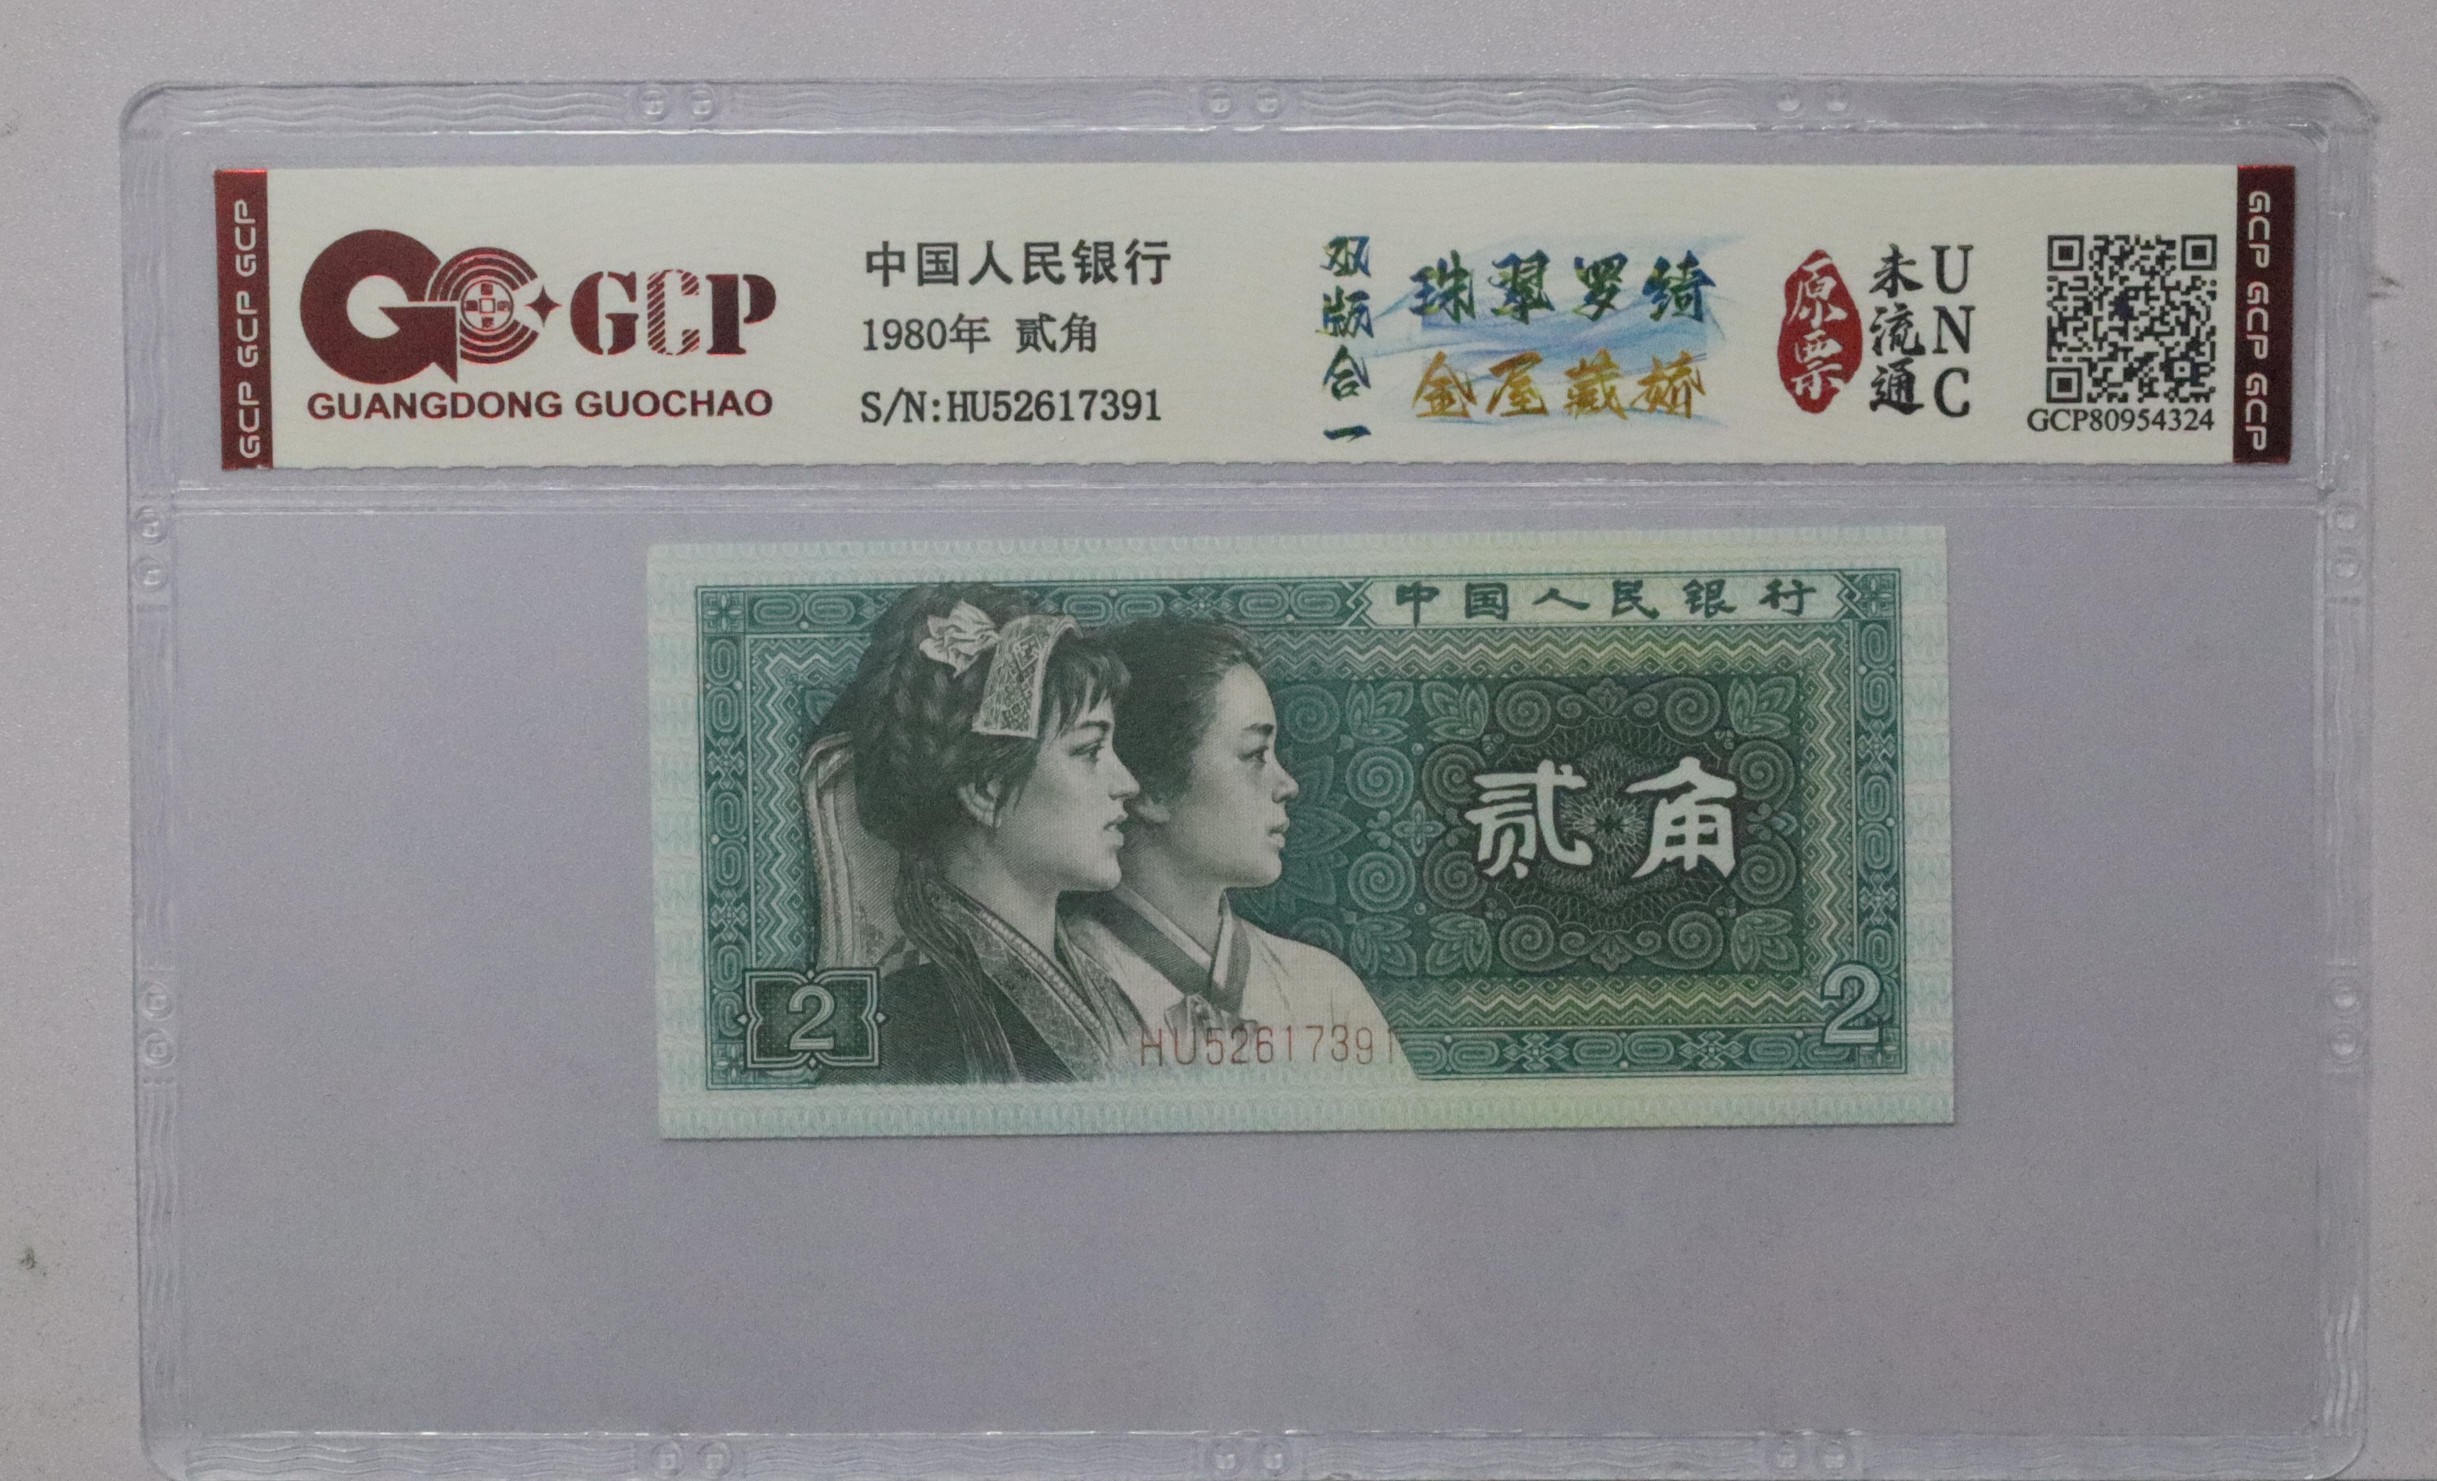 GCP GCP GCP
GCP
GUANGDONG GUOCHAO
中国人民银行
1980年 贰角
S/N:HU52617391
双版合一
珠翠罗绮
金屋藏娇
原票
未流通
UNC
GCP80954324
GCP GCP GCP
中国人民银行
贰角
2
2
HU52617391